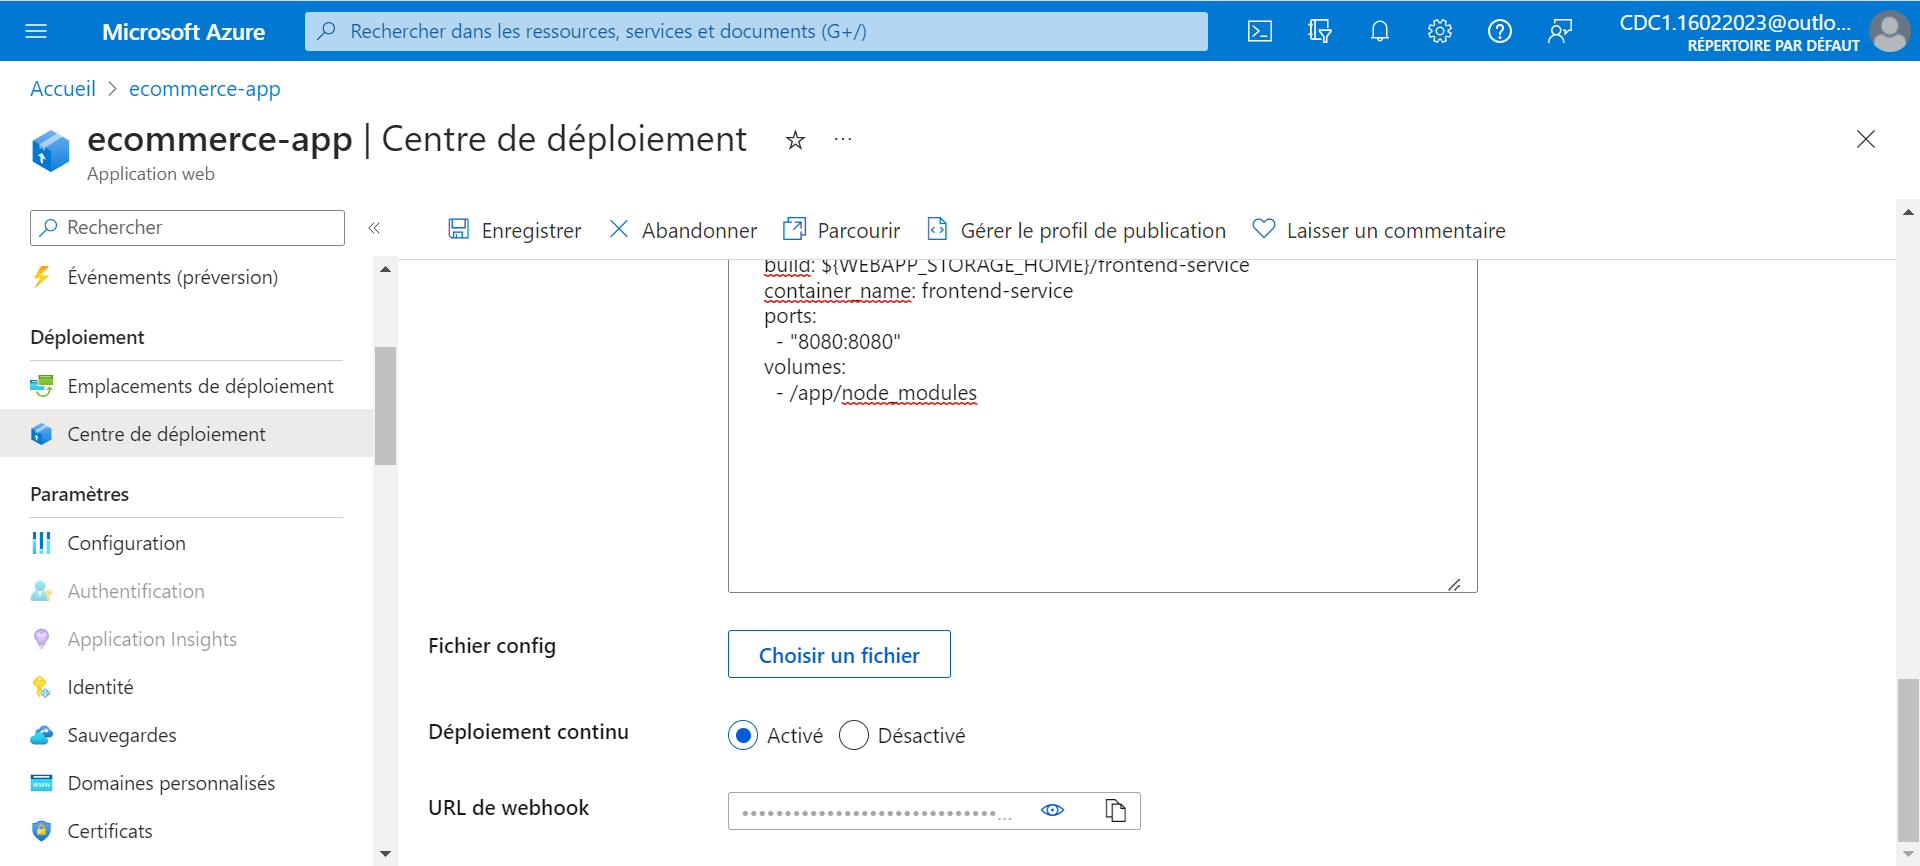 Microsoft Azure
Rechercher dans les ressources, services et documents (G+/)
CDC1.16022023@outlo...
RÉPERTOIRE PAR DÉFAUT
Accueil > ecommerce-app
ecommerce-app | Centre de déploiement
Application web
Rechercher
Enregistrer
Abandonner
Parcourir
Gérer le profil de publication
Laisser un commentaire
Événements (préversion)
Déploiement
Emplacements de déploiement
Centre de déploiement
Paramètres
Configuration
Authentification
Application Insights
Identité
Sauvegardes
Domaines personnalisés
Certificats
build: ${WEBAPP_STORAGE_HOME}/frontend-service
container_name: frontend-service
ports:
- "8080:8080"
volumes:
- /app/node_modules
Fichier config
Choisir un fichier
Déploiement continu
Activé
Désactivé
URL de webhook